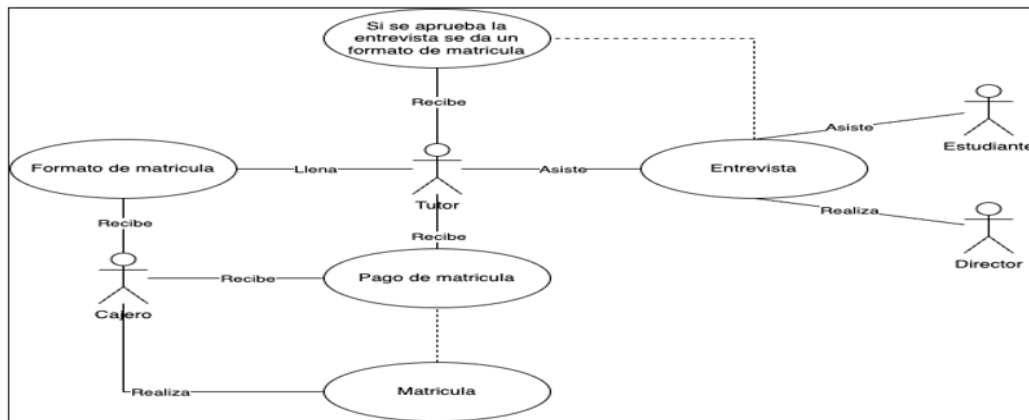 Si se aprueba la
entrevista se da un
formato de matricula
Recibe
Asiste
Estudiante
Formato de matricula
Llena
Tutor
Asiste
Entrevista
Recibe
Realiza
Recibe
Director
Cajero
Recibe
Pago de matricula
Realiza
Matricula